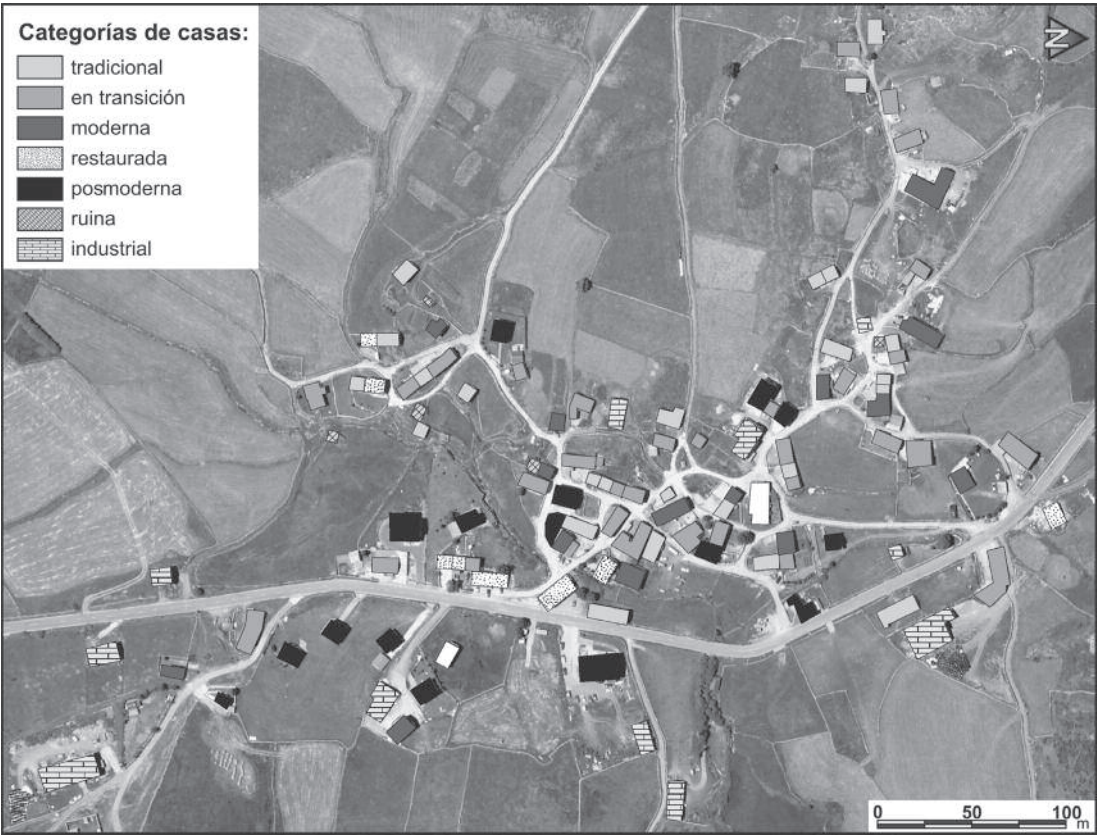 Categorías de casas:
tradicional
en transición
moderna
restaurada
posmoderna
ruina
industrial
N
0 50 100
m